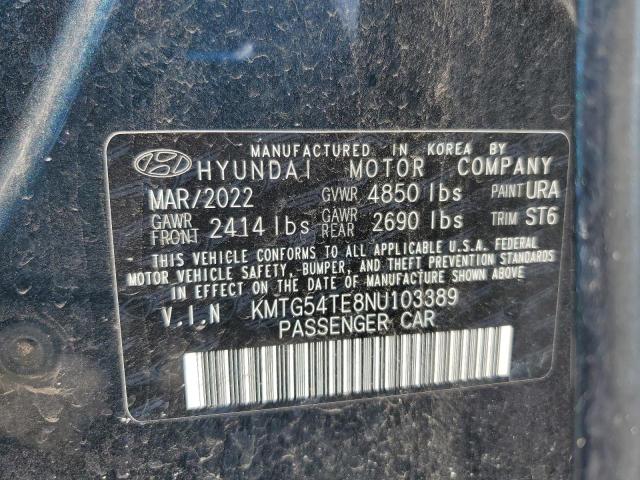 MANUFACTURED IN KOREA BY
HYUNDAI MOTOR COMPANY
MAR/2022 GVWR 4850 lbs PAINT URA
GAWR FRONT 2414 lbs GAWR REAR 2690 lbs TRIM ST6
THIS VEHICLE CONFORMS TO ALL APPLICABLE U.S.A. FEDERAL
MOTOR VEHICLE SAFETY, BUMPER, AND THEFT PREVENTION STANDARDS
IN EFFECT ON THE DATE OF MANUFACTURE SHOWN ABOVE.
V.I.N KMTG54TE8NU103389
PASSENGER CAR